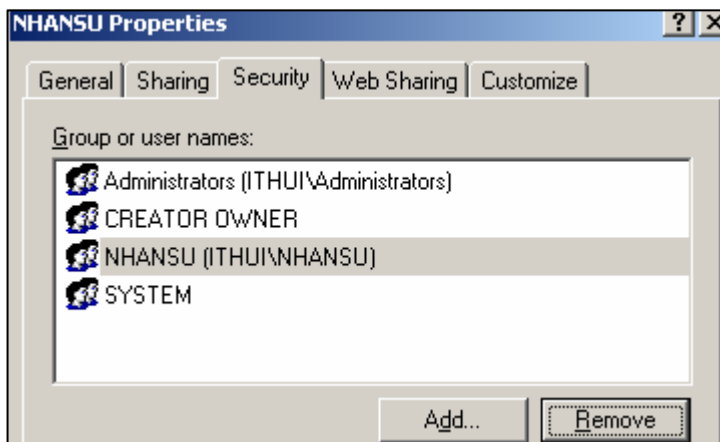 NHANSU Properties ? X
General Sharing Security Web Sharing Customize
Group or user names:
Administrators (ITHUI\Administrators)
CREATOR OWNER
NHANSU (ITHUI\NHANSU)
SYSTEM
Add... Remove